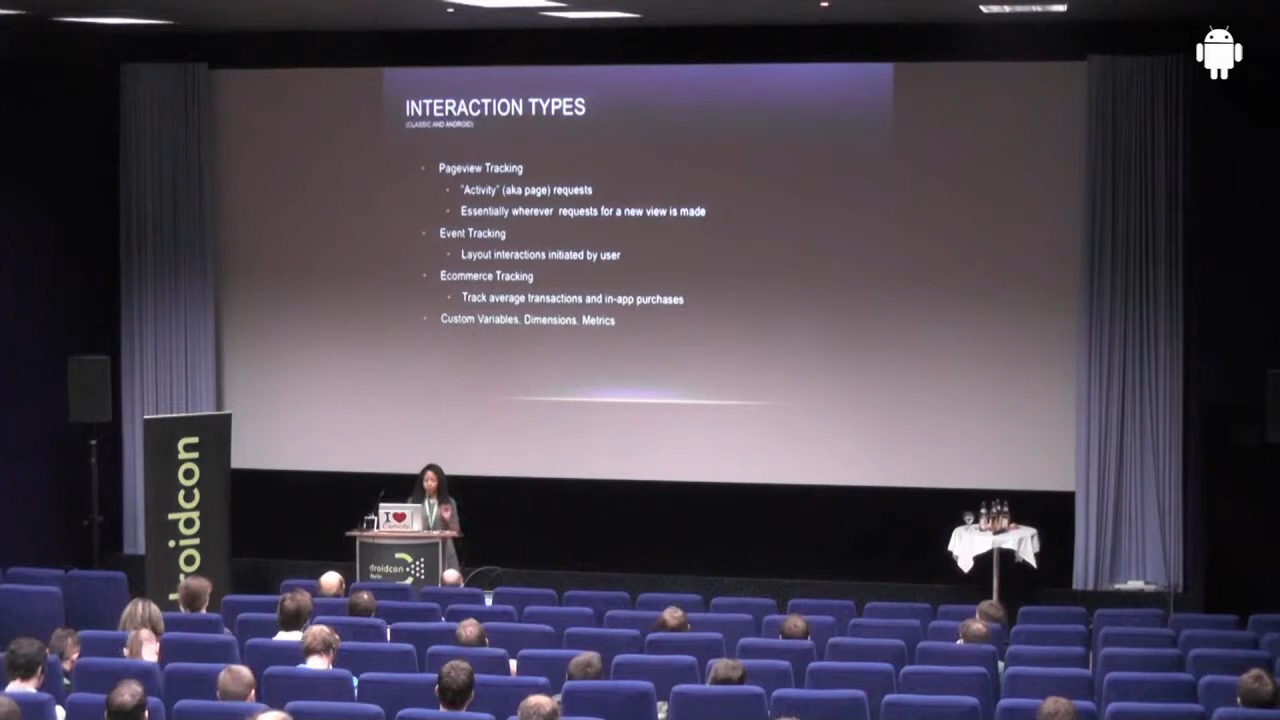 INTERACTION TYPES
(CLASSIC AND ANDROID)
Pageview Tracking
"Activity" (aka page) requests
Essentially wherever requests for a new view is made
Event Tracking
Layout interactions initiated by user
Ecommerce Tracking
Track average transactions and in-app purchases
Custom Variables, Dimensions, Metrics
droidcon
I
droidcon